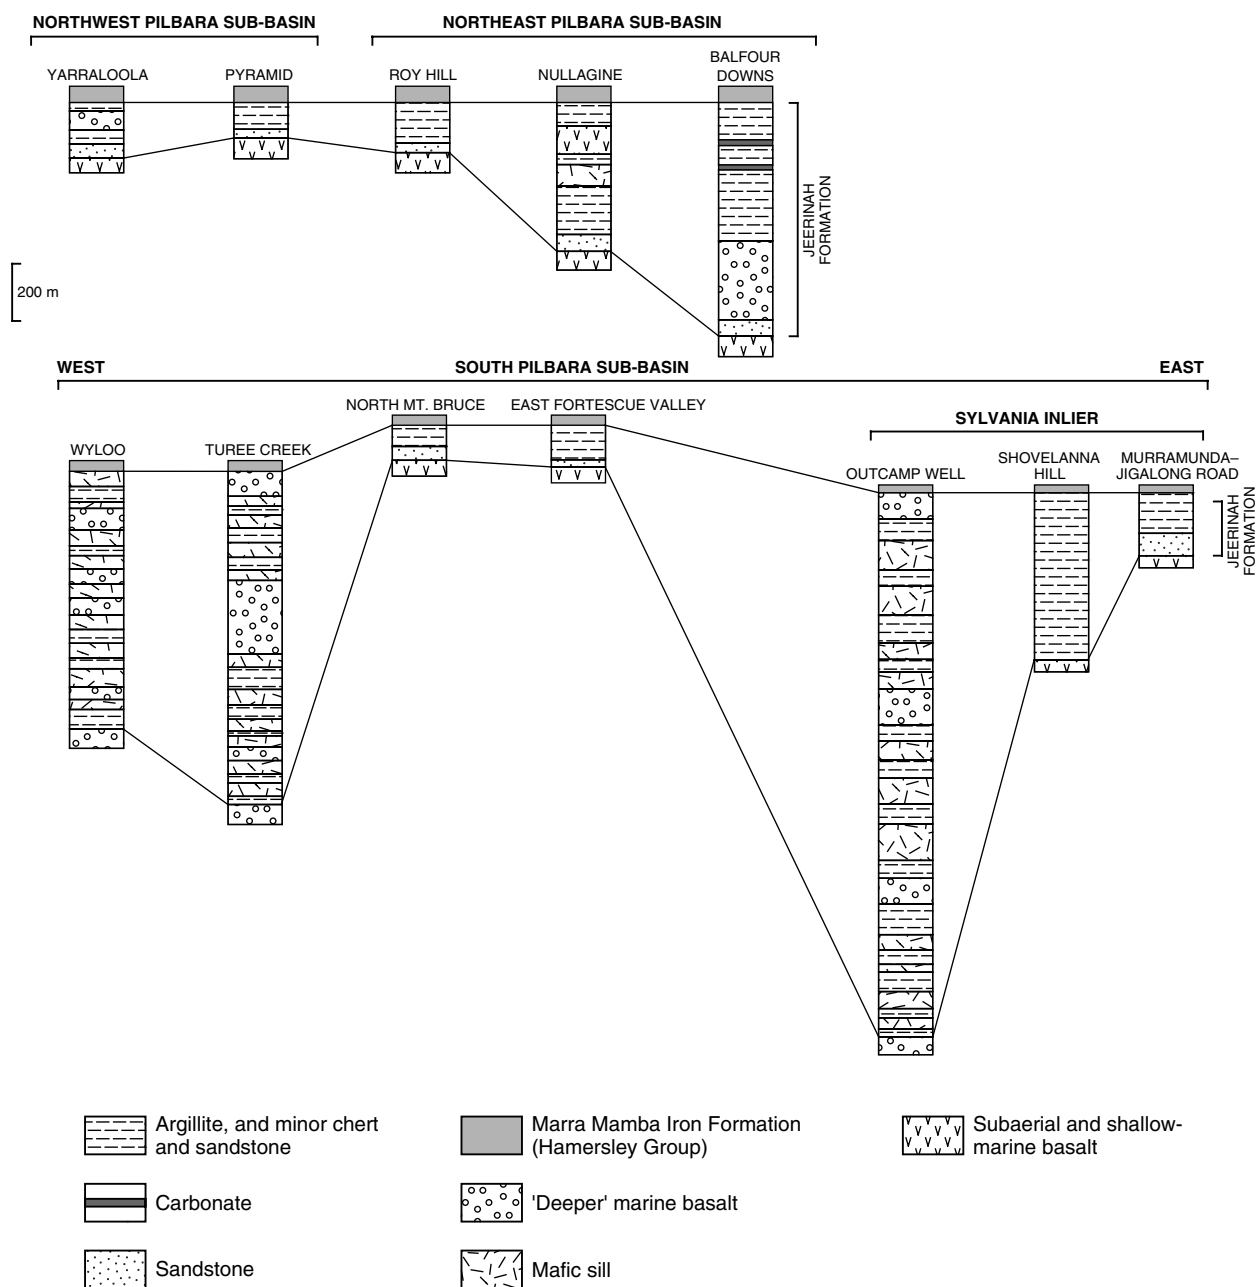 NORTHWEST PILBARA SUB-BASIN
NORTHEAST PILBARA SUB-BASIN
YARRALOOLA
PYRAMID
ROY HILL
NULLAGINE
BALFOUR
DOWNS
JEERINAH
FORMATION
200 m
WEST
SOUTH PILBARA SUB-BASIN
EAST
NORTH MT. BRUCE
EAST FORTESCUE VALLEY
SYLVANIA INLIER
WYLOO
TUREE CREEK
OUTCAMP WELL
SHOVELANNA
HILL
MURRAMUNDA–
JIGALONG ROAD
JEERINAH
FORMATION
Argillite, and minor chert
and sandstone
Marra Mamba Iron Formation
(Hamersley Group)
Subaerial and shallow-
marine basalt
Carbonate
'Deeper' marine basalt
Sandstone
Mafic sill